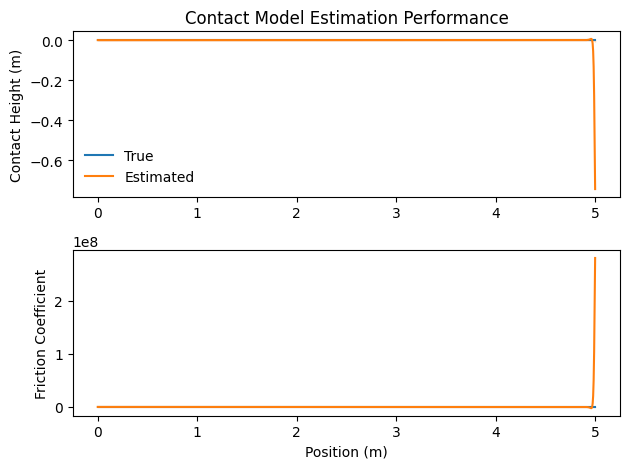 Contact Model Estimation Performance
Contact Height (m)
0.0
−0.2
−0.4
−0.6
True
Estimated
0 1 2 3 4 5
1e8
Friction Coefficient
2
1
0
0 1 2 3 4 5
Position (m)